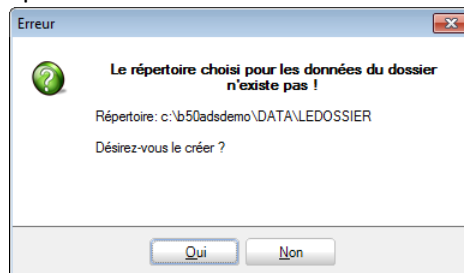 Erreur
Le répertoire choisi pour les données du dossier
n'existe pas !
Répertoire: c:\b50adsdemo\DATA\LEDOSSIER
Désirez-vous le créer ?
Oui
Non